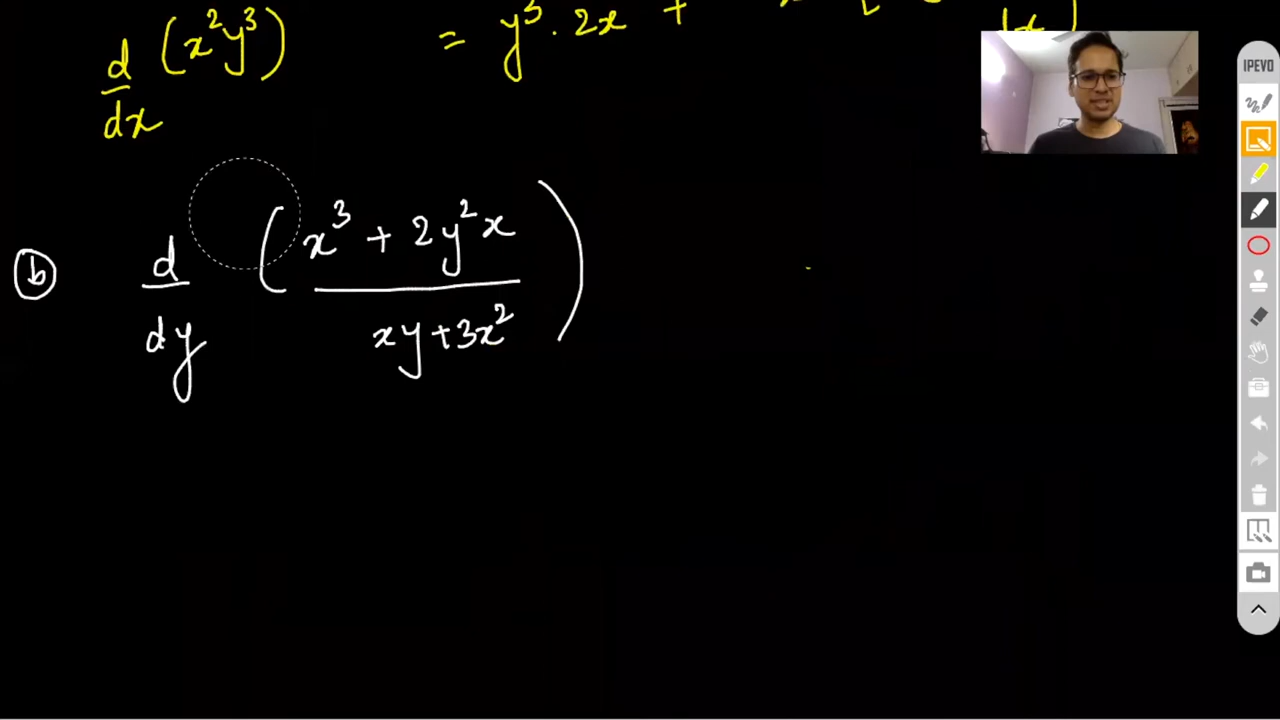 d/dx (x²y³) = y³ · 2x +
ⓑ d/dy ( (x³ + 2y²x) / (xy + 3x²) )
IPEVO